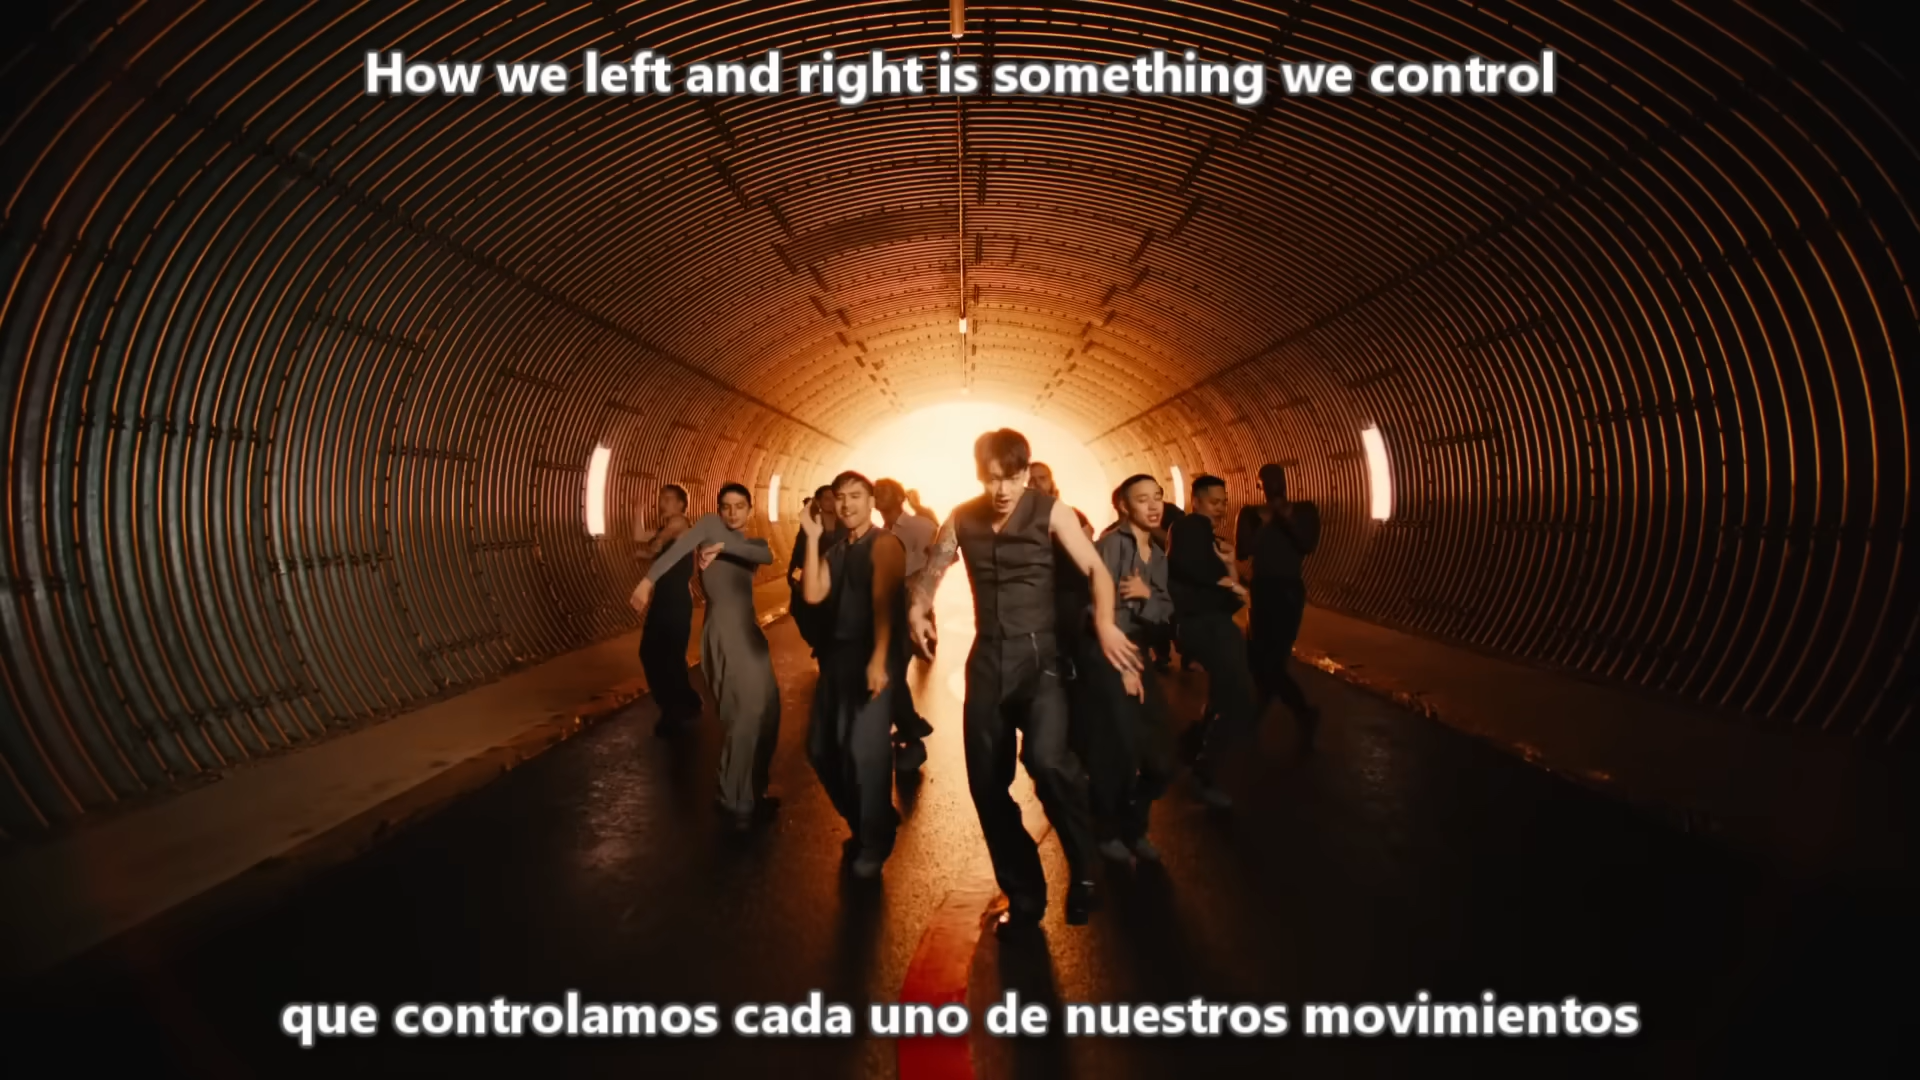 How we left and right is something we control
que controlamos cada uno de nuestros movimientos